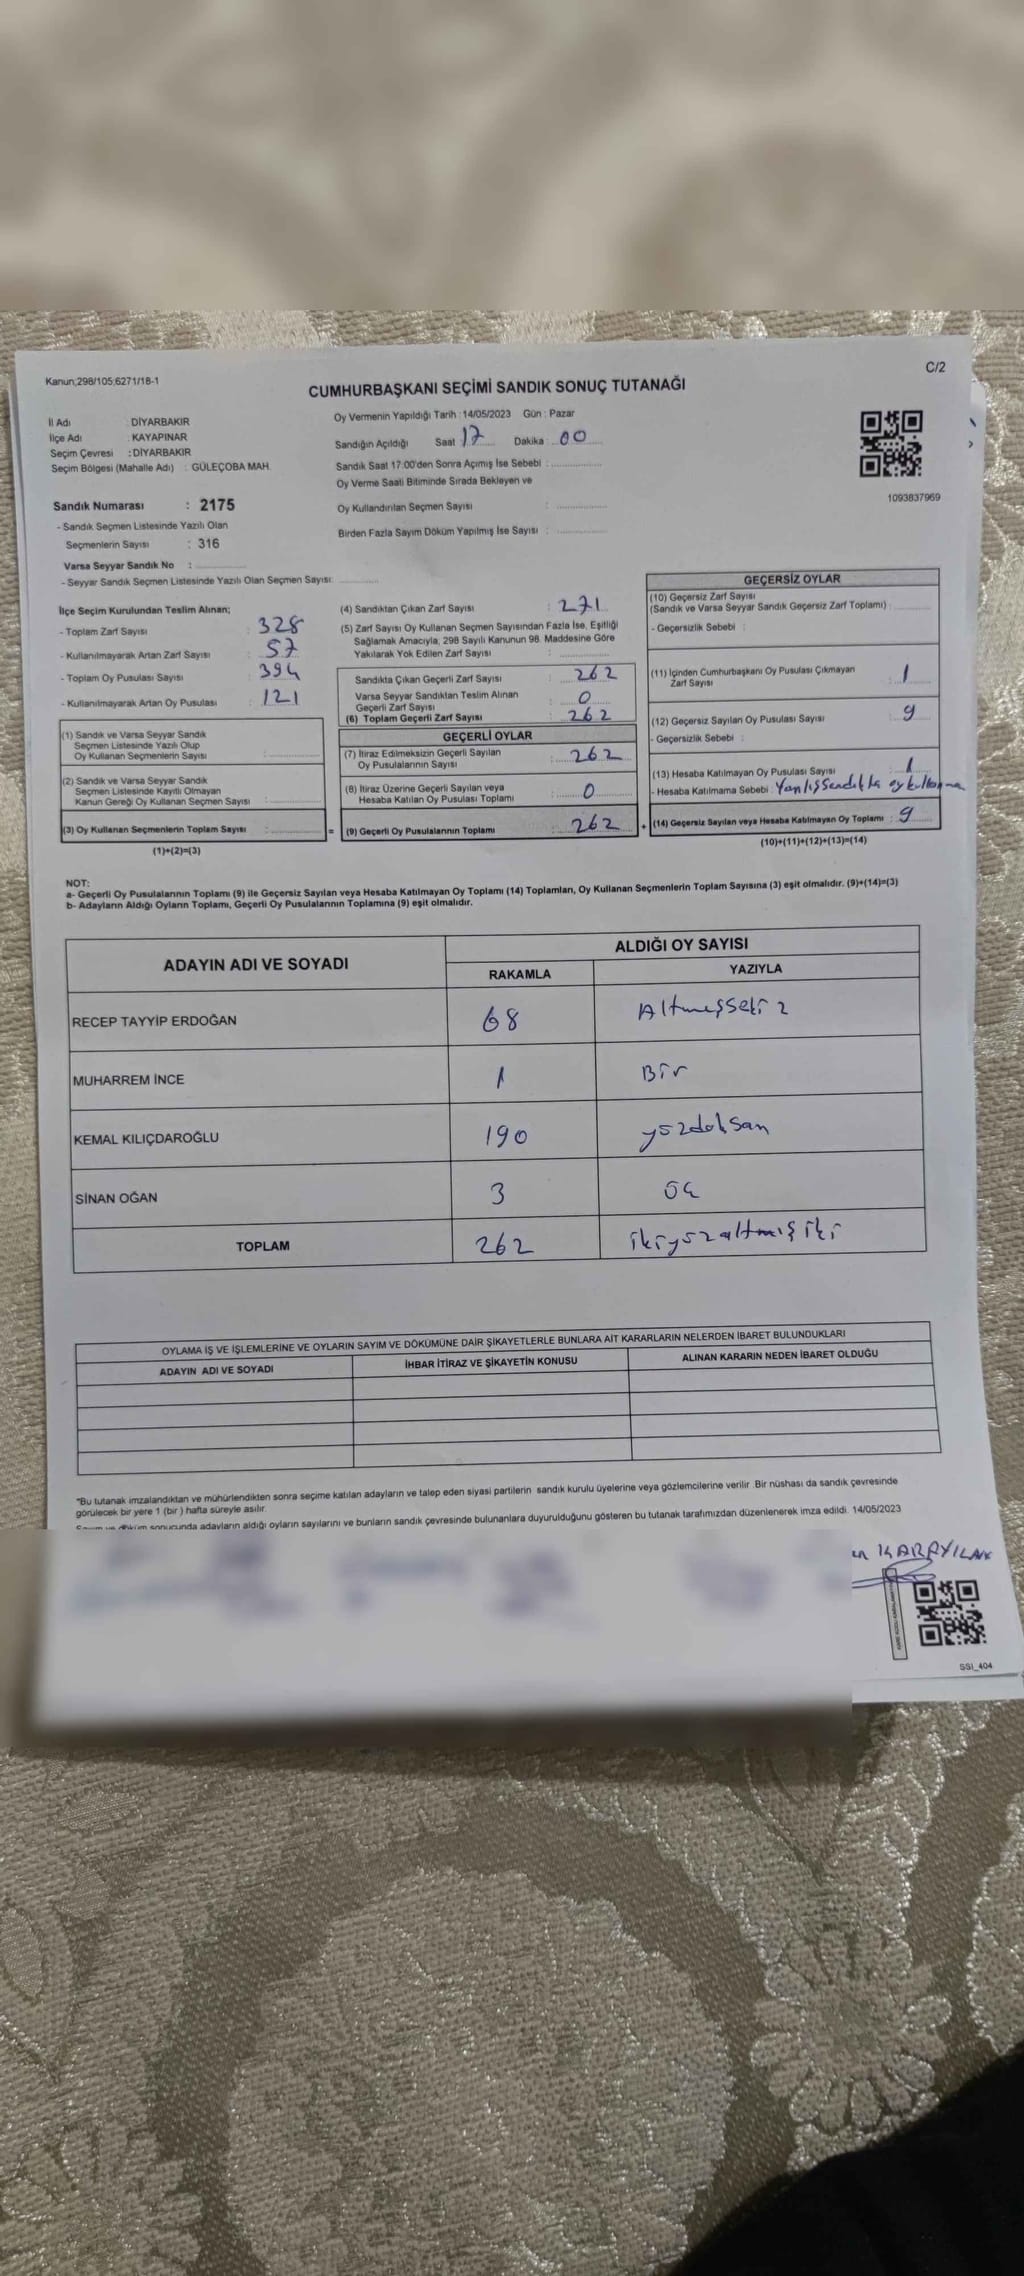 Kanun;298/105;6271/18-1
C/2
CUMHURBAŞKANI SEÇİMİ SANDIK SONUÇ TUTANAĞI
İl Adı : DİYARBAKIR
İlçe Adı : KAYAPINAR
Seçim Çevresi : DİYARBAKIR
Seçim Bölgesi (Mahalle Adı) : GÜLEÇOBA MAH.
Oy Vermenin Yapıldığı Tarih : 14/05/2023 Gün : Pazar
Sandığın Açıldığı Saat 17 Dakika : 00
Sandık Saat 17:00'den Sonra Açımış İse Sebebi :
Oy Verme Saati Bitiminde Sırada Bekleyen ve
Oy Kullandırılan Seçmen Sayısı :
Birden Fazla Sayım Döküm Yapılmış İse Sayısı :
1093837969
Sandık Numarası : 2175
- Sandık Seçmen Listesinde Yazılı Olan
Seçmenlerin Sayısı : 316
Varsa Seyyar Sandık No :
- Seyyar Sandık Seçmen Listesinde Yazılı Olan Seçmen Sayısı:
İlçe Seçim Kurulundan Teslim Alınan;
- Toplam Zarf Sayısı : 328
- Kullanılmayarak Artan Zarf Sayısı : 57
- Toplam Oy Pusulası Sayısı : 394
- Kullanılmayarak Artan Oy Pusulası : 121
(1) Sandık ve Varsa Seyyar Sandık
Seçmen Listesinde Yazılı Olup
Oy Kullanan Seçmenlerin Sayısı :
(2) Sandık ve Varsa Seyyar Sandık
Seçmen Listesinde Kayıtlı Olmayan
Kanun Gereği Oy Kullanan Seçmen Sayısı :
(3) Oy Kullanan Seçmenlerin Toplam Sayısı : =
(1)+(2)=(3)
(4) Sandıktan Çıkan Zarf Sayısı : 271
(5) Zarf Sayısı Oy Kullanan Seçmen Sayısından Fazla İse, Eşitliği
Sağlamak Amacıyla, 298 Sayılı Kanunun 98. Maddesine Göre
Yakılarak Yok Edilen Zarf Sayısı :
Sandıkta Çıkan Geçerli Zarf Sayısı : 262
Varsa Seyyar Sandıktan Teslim Alınan
Geçerli Zarf Sayısı : 0
(6) Toplam Geçerli Zarf Sayısı : 262
GEÇERLİ OYLAR
(7) İtiraz Edilmeksizin Geçerli Sayılan
Oy Pusulalarının Sayısı : 262
(8) İtiraz Üzerine Geçerli Sayılan veya
Hesaba Katılan Oy Pusulası Toplamı : 0
(9) Geçerli Oy Pusulalarının Toplamı : 262 +
GEÇERSİZ OYLAR
(10) Geçersiz Zarf Sayısı
(Sandık ve Varsa Seyyar Sandık Geçersiz Zarf Toplamı) :
- Geçersizlik Sebebi :
(11) İçinden Cumhurbaşkanı Oy Pusulası Çıkmayan
Zarf Sayısı : 1
(12) Geçersiz Sayılan Oy Pusulası Sayısı : 9
- Geçersizlik Sebebi :
(13) Hesaba Katılmayan Oy Pusulası Sayısı : 1
- Hesaba Katılmama Sebebi : Yanlış Sandıkta oy kullanma
(14) Geçersiz Sayılan veya Hesaba Katılmayan Oy Toplamı : 9
(10)+(11)+(12)+(13)=(14)
NOT:
a- Geçerli Oy Pusulalarının Toplamı (9) ile Geçersiz Sayılan veya Hesaba Katılmayan Oy Toplamı (14) Toplamları, Oy Kullanan Seçmenlerin Toplam Sayısına (3) eşit olmalıdır. (9)+(14)=(3)
b- Adayların Aldığı Oyların Toplamı, Geçerli Oy Pusulalarının Toplamına (9) eşit olmalıdır.
ADAYIN ADI VE SOYADI ALDIĞI OY SAYISI
RAKAMLA YAZIYLA
RECEP TAYYİP ERDOĞAN 68 Altmışsekiz
MUHARREM İNCE 1 Bir
KEMAL KILIÇDAROĞLU 190 yüzdoksan
SİNAN OĞAN 3 üç
TOPLAM 262 ikiyüzaltmış iki
OYLAMA İŞ VE İŞLEMLERİNE VE OYLARIN SAYIM VE DÖKÜMÜNE DAİR ŞİKAYETLERLE BUNLARA AİT KARARLARIN NELERDEN İBARET BULUNDUKLARI
ADAYIN ADI VE SOYADI İHBAR İTİRAZ VE ŞİKAYETİN KONUSU ALINAN KARARIN NEDEN İBARET OLDUĞU
*Bu tutanak imzalandıktan ve mühürlendikten sonra seçime katılan adayların ve talep eden siyasi partilerin sandık kurulu üyelerine veya gözlemcilerine verilir. Bir nüshası da sandık çevresinde
görülecek bir yere 1 (bir) hafta süreyle asılır.
Sayım ve döküm sonucunda adayların aldığı oyların sayılarını ve bunların sandık çevresinde bulunanlara duyurulduğunu gösteren bu tutanak tarafımızdan düzenlenerek imza edildi. 14/05/2023
KARAYILAN
SSI_404